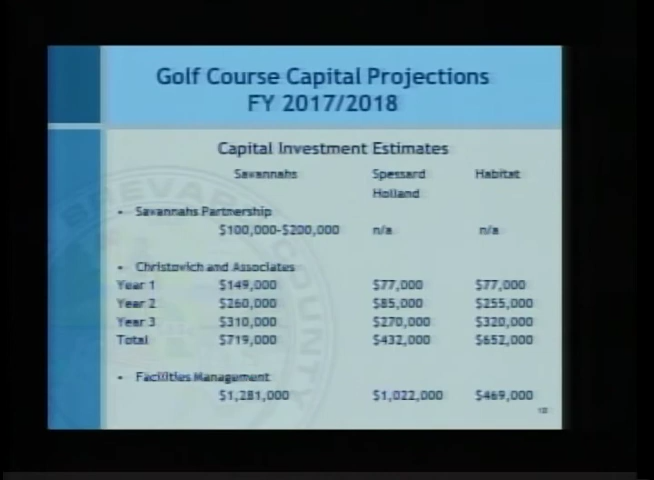 Golf Course Capital Projections
FY 2017/2018
Capital Investment Estimates
Savannahs Spessard Habitat
Holland
• Savannahs Partnership
$100,000-$200,000 n/a n/a
• Christovich and Associates
Year 1 $149,000 $77,000 $77,000
Year 2 $260,000 $85,000 $255,000
Year 3 $310,000 $270,000 $320,000
Total $719,000 $432,000 $652,000
• Facilities Management
$1,281,000 $1,022,000 $469,000
BREVARD COUNTY